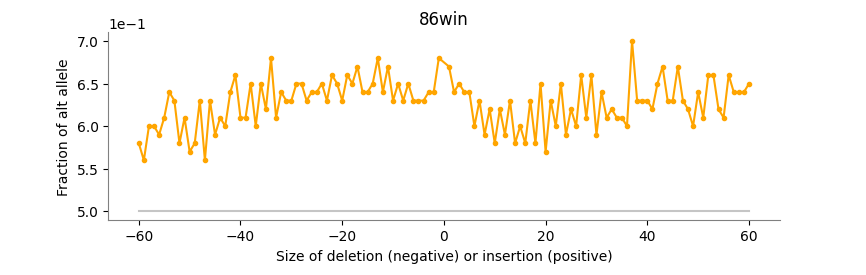 86win
1e−1
7.0
6.5
6.0
5.5
5.0
Fraction of alt allele
−60 −40 −20 0 20 40 60
Size of deletion (negative) or insertion (positive)